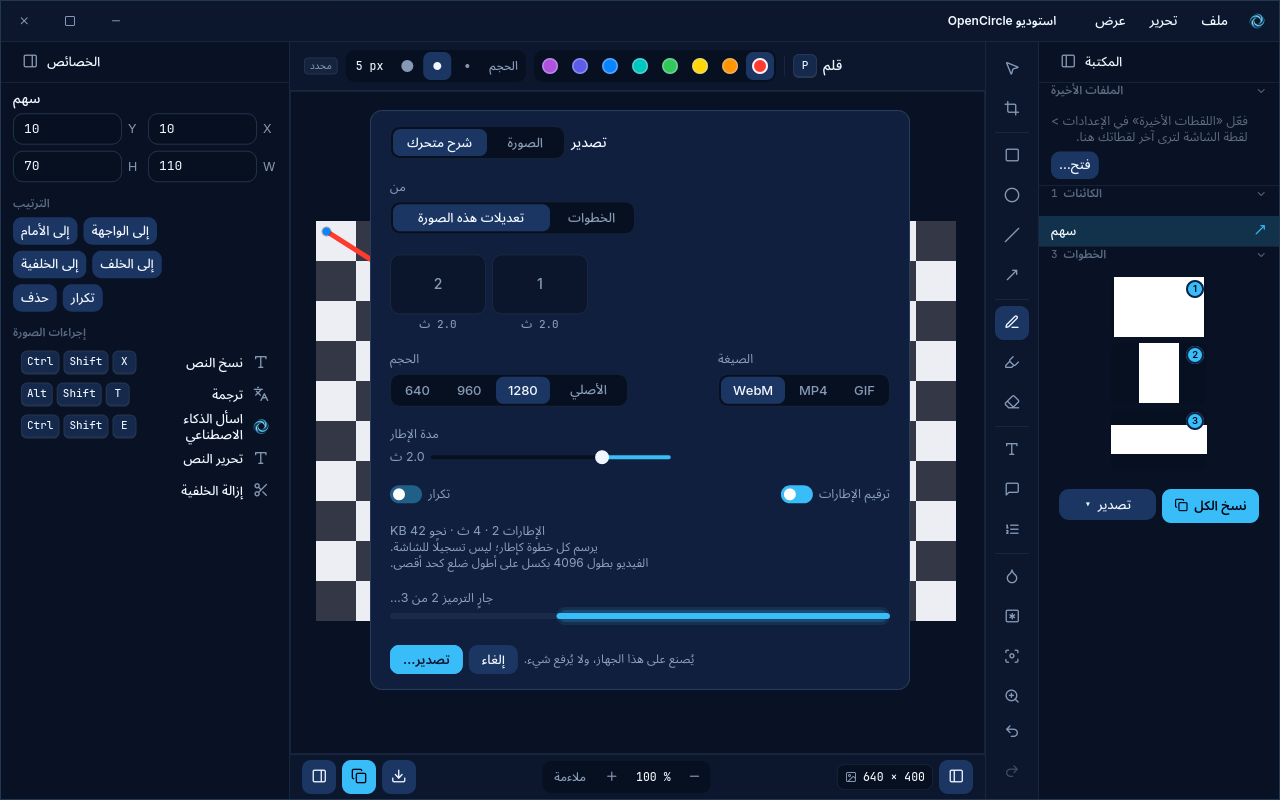 ملف
تحرير
عرض
استوديو OpenCircle
المكتبة
الملفات الأخيرة
فعّل «اللقطات الأخيرة» في الإعدادات >
لقطة الشاشة لترى آخر لقطاتك هنا.
فتح...
الكائنات 1
سهم
الخطوات 3
1
2
3
نسخ الكل
تصدير
قلم
P
الحجم
5 px
محدد
تصدير
الصورة
شرح متحرك
من
الخطوات
تعديلات هذه الصورة
1
2
2.0 ث
2.0 ث
الصيغة
الحجم
GIF
MP4
WebM
الأصلي
1280
960
640
مدة الإطار
2.0 ث
ترقيم الإطارات
تكرار
الإطارات 2 · 4 ث · نحو 42 KB
يرسم كل خطوة كإطار؛ ليس تسجيلًا للشاشة.
الفيديو بطول 4096 بكسل على أطول ضلع كحد أقصى.
جارٍ الترميز 2 من 3...
يُصنع على هذا الجهاز، ولا يُرفع شيء.
إلغاء
تصدير...
640 × 400
100 %
ملاءمة
الخصائص
سهم
X
10
Y
10
W
110
H
70
الترتيب
إلى الواجهة
إلى الأمام
إلى الخلف
إلى الخلفية
تكرار
حذف
إجراءات الصورة
نسخ النص
Ctrl Shift X
ترجمة
Alt Shift T
اسأل الذكاء
الاصطناعي
Ctrl Shift E
تحرير النص
إزالة الخلفية